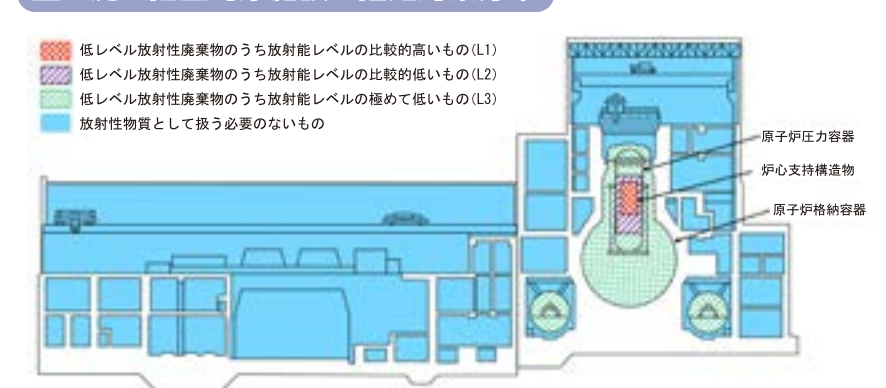 低レベル放射性廃棄物のうち放射能レベルの比較的高いもの(L1)
低レベル放射性廃棄物のうち放射能レベルの比較的低いもの(L2)
低レベル放射性廃棄物のうち放射能レベルの極めて低いもの(L3)
放射性物質として扱う必要のないもの
原子炉圧力容器
炉心支持構造物
原子炉格納容器